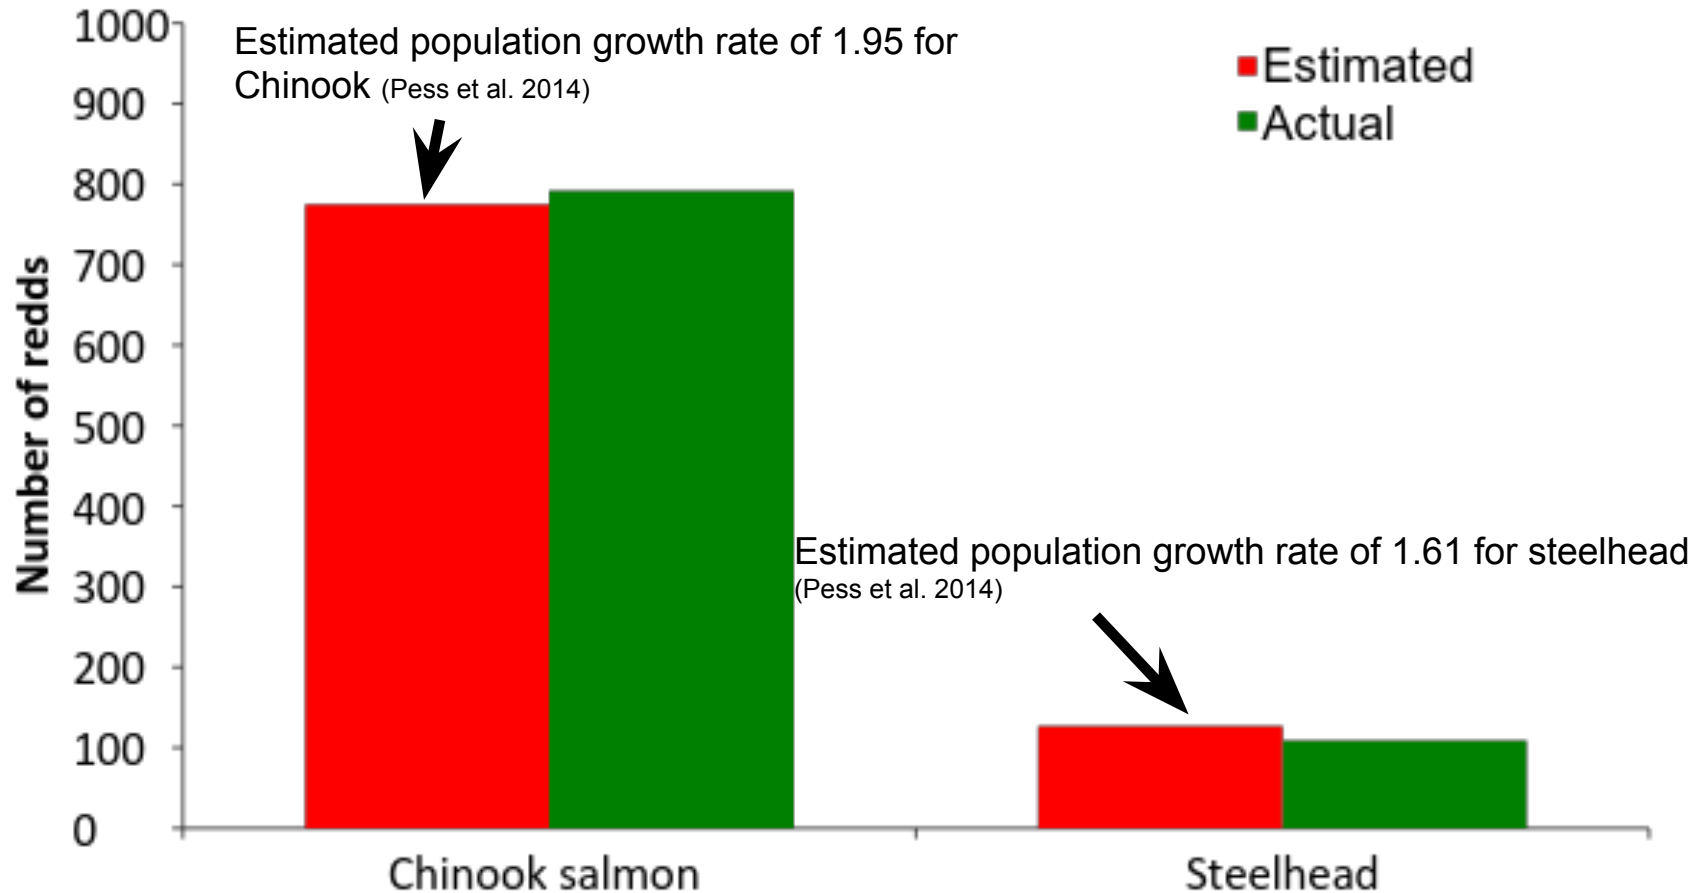 Estimated population growth rate of 1.95 for
Chinook (Pess et al. 2014)
Estimated
Actual
1000
900
800
700
600
500
400
300
200
100
0
Number of redds
Estimated population growth rate of 1.61 for steelhead
(Pess et al. 2014)
Chinook salmon
Steelhead